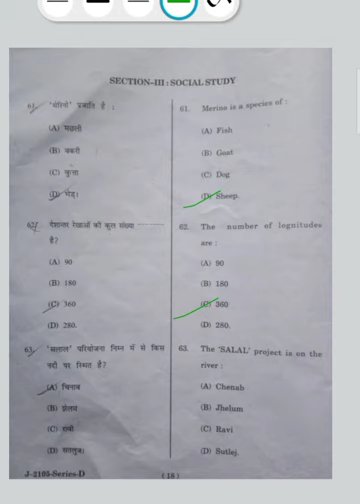 SECTION–III : SOCIAL STUDY
61. 'मेरिनो' प्रजाति है :
(A) मछली
(B) बकरी
(C) कुत्ता
(D) भेड़।
62. देशान्तर रेखाओं की कुल संख्या ---------
है?
(A) 90
(B) 180
(C) 360
(D) 280.
63. 'सलाल' परियोजना निम्न में से किस
नदी पर स्थित है?
(A) चिनाब
(B) झेलम
(C) रावी
(D) सतलुज।
61. Merino is a species of :
(A) Fish
(B) Goat
(C) Dog
(D) Sheep.
62. The number of lognitudes
are :
(A) 90
(B) 180
(C) 360
(D) 280.
63. The 'SALAL' project is on the
river :
(A) Chenab
(B) Jhelum
(C) Ravi
(D) Sutlej.
J-2105-Series-D
( 18 )